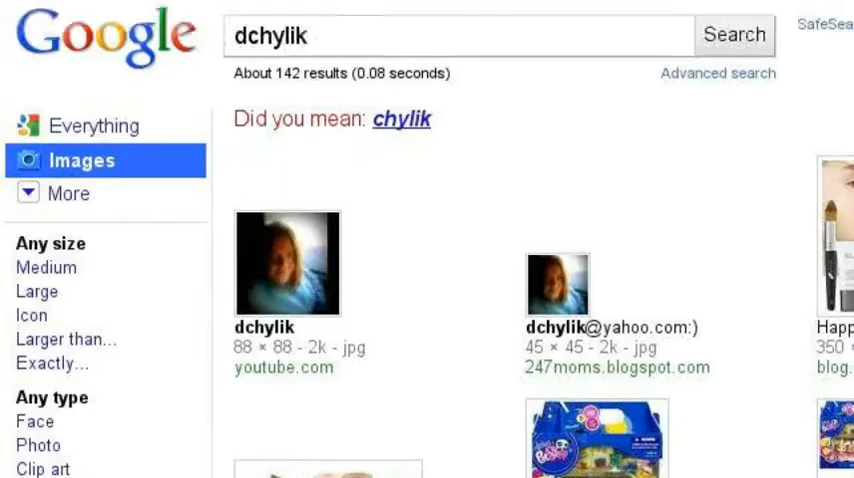 Google
dchylik
Search
SafeSea
About 142 results (0.08 seconds)
Advanced search
Did you mean: chylik
Everything
Images
More
Any size
Medium
Large
Icon
Larger than...
Exactly...
Any type
Face
Photo
Clip art
dchylik
88 × 88 - 2k - jpg
youtube.com
dchylik@yahoo.com:)
45 × 45 - 2k - jpg
247moms.blogspot.com
Happ
350 ×
blog.